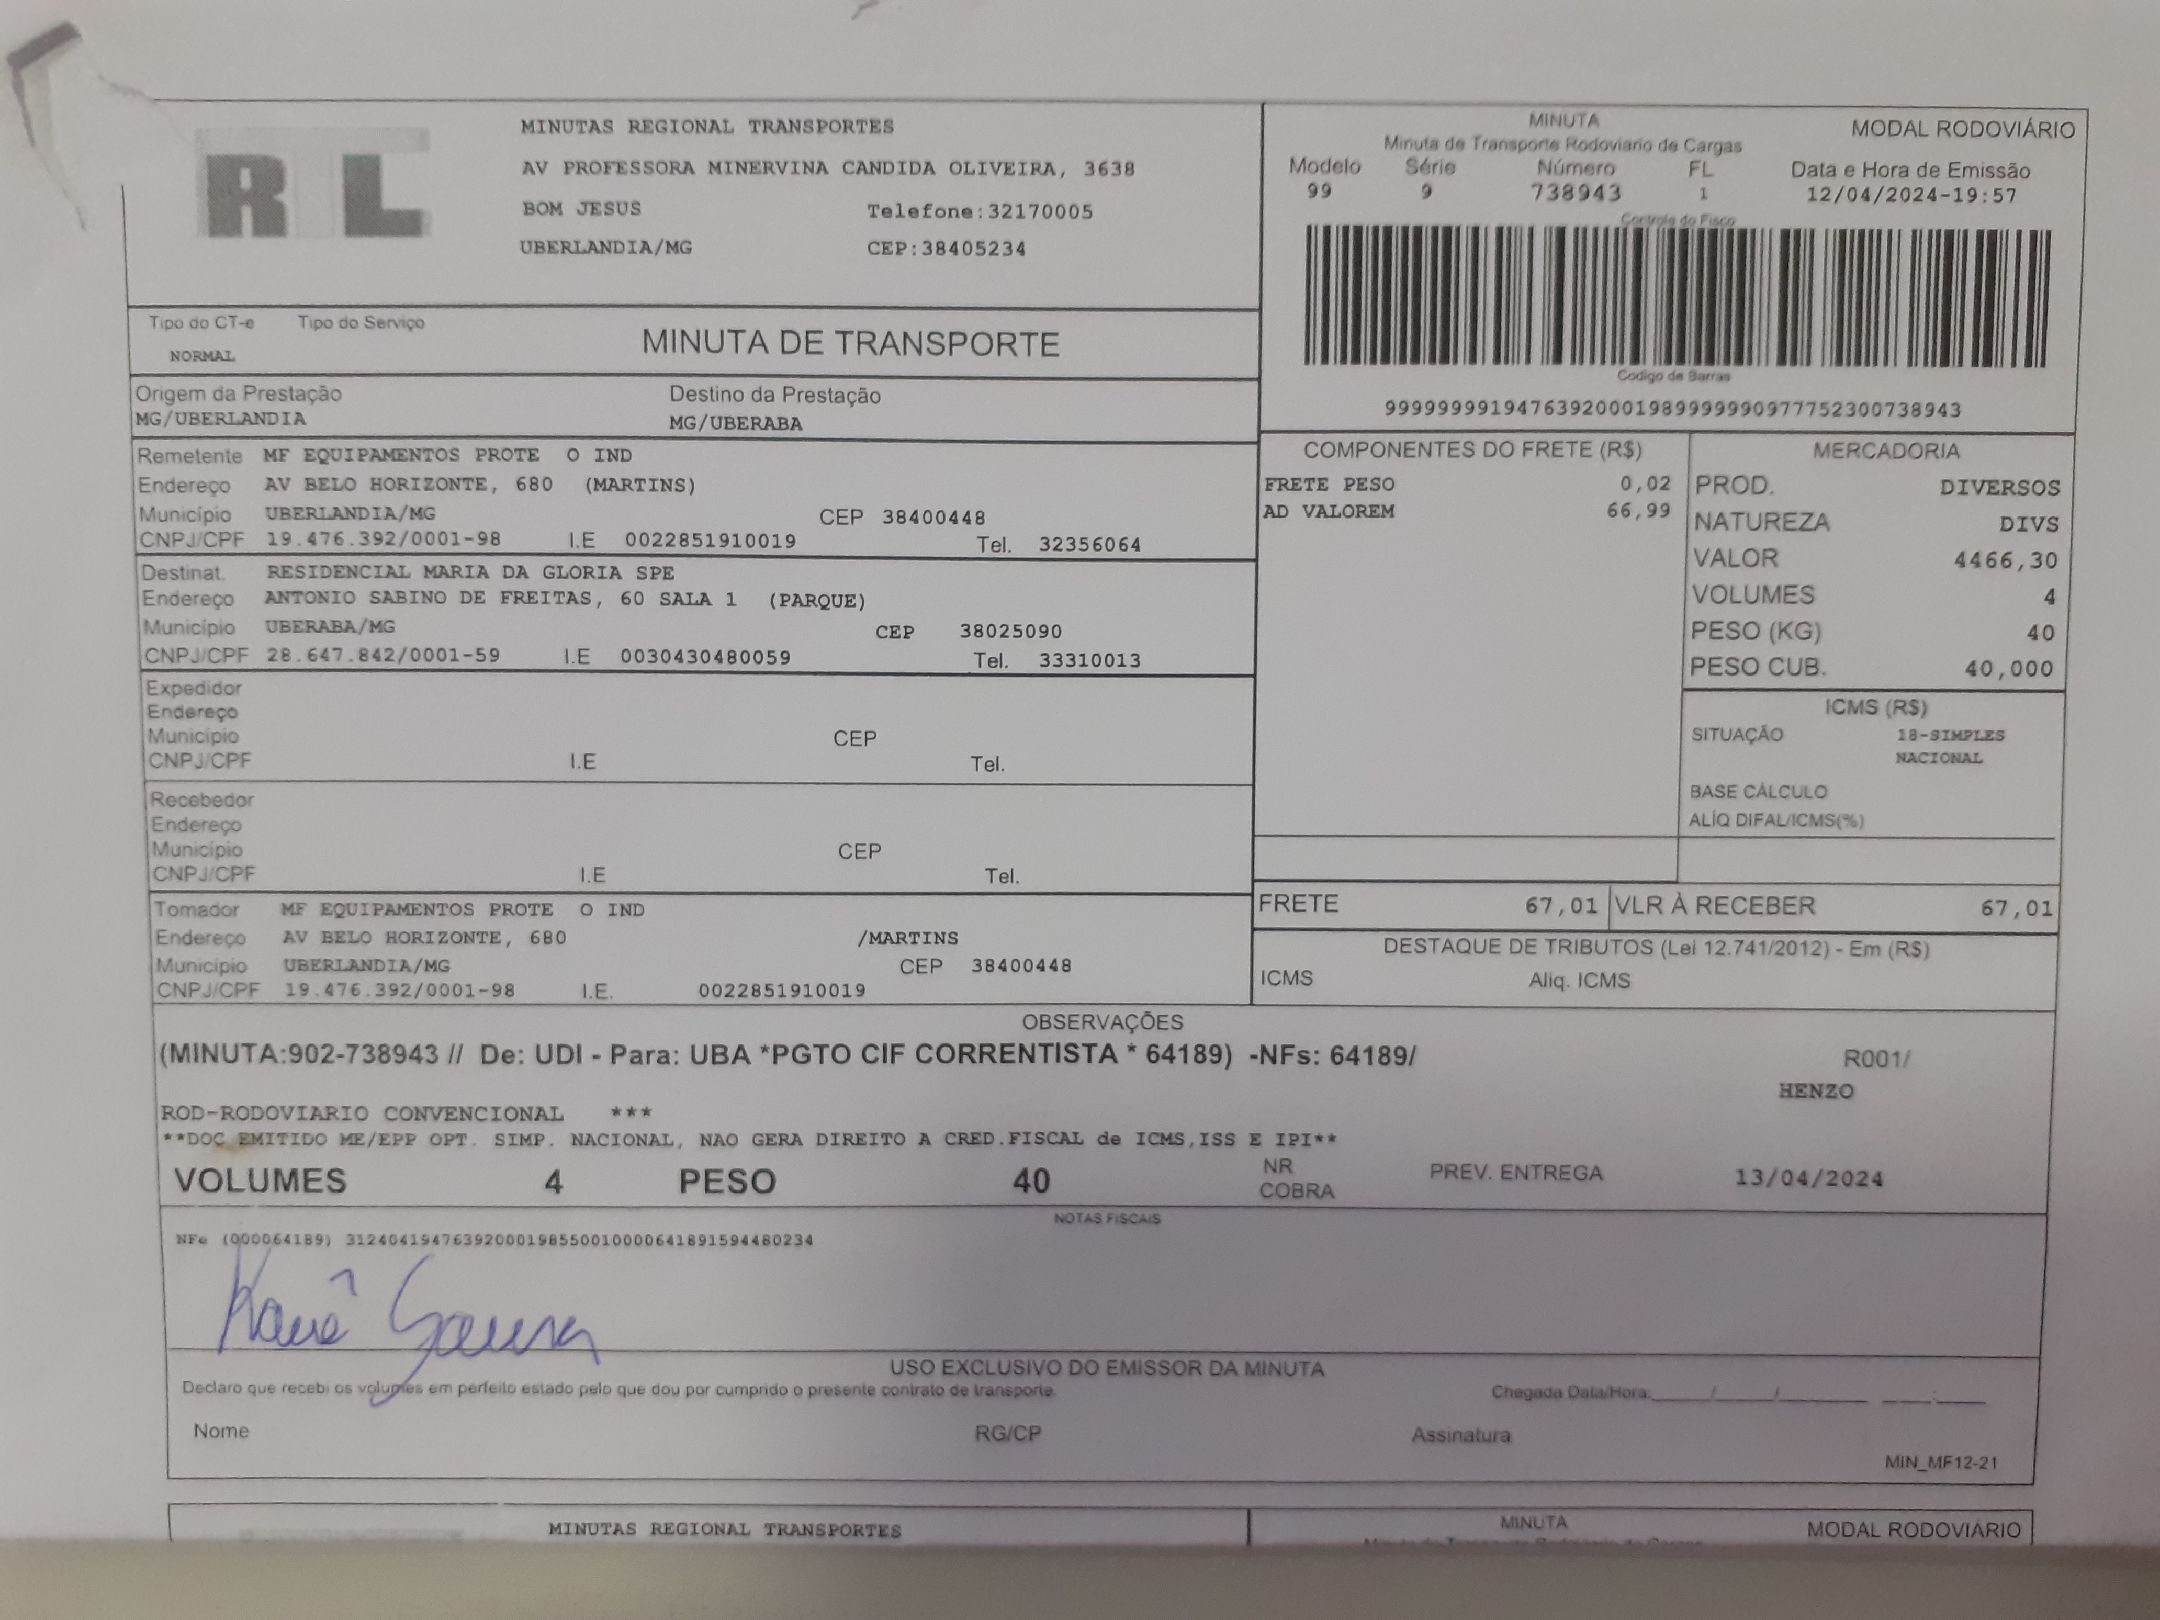 RTL
MINUTAS REGIONAL TRANSPORTES
AV PROFESSORA MINERVINA CANDIDA OLIVEIRA, 3638
BOM JESUS Telefone:32170005
UBERLANDIA/MG CEP:38405234
MINUTA
Minuta de Transporte Rodoviario de Cargas
MODAL RODOVIÁRIO
Modelo Série Número FL Data e Hora de Emissão
99 9 738943 1 12/04/2024-19:57
Controle do Fisco
Codigo de Barras
99999999194763920001989999990977752300738943
Tipo do CT-e Tipo do Serviço
NORMAL
MINUTA DE TRANSPORTE
Origem da Prestação Destino da Prestação
MG/UBERLANDIA MG/UBERABA
Remetente MF EQUIPAMENTOS PROTE O IND
Endereço AV BELO HORIZONTE, 680 (MARTINS)
Município UBERLANDIA/MG CEP 38400448
CNPJ/CPF 19.476.392/0001-98 I.E 0022851910019 Tel. 32356064
Destinat. RESIDENCIAL MARIA DA GLORIA SPE
Endereço ANTONIO SABINO DE FREITAS, 60 SALA 1 (PARQUE)
Município UBERABA/MG CEP 38025090
CNPJ/CPF 28.647.842/0001-59 I.E 0030430480059 Tel. 33310013
Expedidor
Endereço
Município CEP
CNPJ/CPF I.E Tel.
Recebedor
Endereço
Município CEP
CNPJ/CPF I.E Tel.
Tomador MF EQUIPAMENTOS PROTE O IND
Endereço AV BELO HORIZONTE, 680 /MARTINS
Município UBERLANDIA/MG CEP 38400448
CNPJ/CPF 19.476.392/0001-98 I.E. 0022851910019
COMPONENTES DO FRETE (R$)
FRETE PESO 0,02
AD VALOREM 66,99
MERCADORIA
PROD. DIVERSOS
NATUREZA DIVS
VALOR 4466,30
VOLUMES 4
PESO (KG) 40
PESO CUB. 40,000
ICMS (R$)
SITUAÇÃO 18-SIMPLES
NACIONAL
BASE CÁLCULO
ALÍQ DIFAL/ICMS(%)
FRETE 67,01 VLR À RECEBER 67,01
DESTAQUE DE TRIBUTOS (Lei 12.741/2012) - Em (R$)
ICMS Aliq. ICMS
OBSERVAÇÕES
(MINUTA:902-738943 // De: UDI - Para: UBA *PGTO CIF CORRENTISTA * 64189) -NFs: 64189/ R001/
HENZO
ROD-RODOVIARIO CONVENCIONAL ***
**DOC EMITIDO ME/EPP OPT. SIMP. NACIONAL, NAO GERA DIREITO A CRED.FISCAL de ICMS,ISS E IPI**
VOLUMES 4 PESO 40 NR COBRA PREV. ENTREGA 13/04/2024
NOTAS FISCAIS
NFe (000064189) 31240419476392000198550010000641891594480234
USO EXCLUSIVO DO EMISSOR DA MINUTA
Declaro que recebi os volumes em perfeito estado pelo que dou por cumprido o presente contrato de transporte. Chegada Data/Hora:______/______/________ ____:____
Nome RG/CP Assinatura
MIN_MF12-21
MINUTAS REGIONAL TRANSPORTES
MINUTA
MODAL RODOVIÁRIO